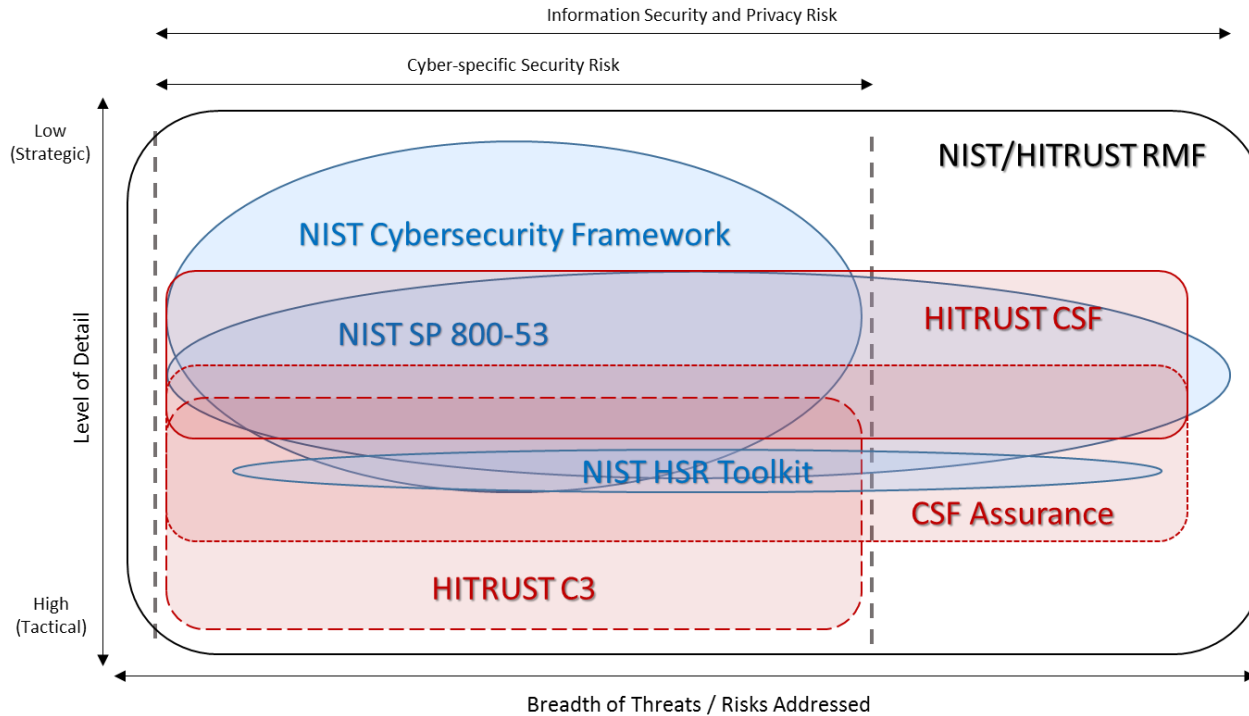 Information Security and Privacy Risk
Cyber-specific Security Risk
Low
(Strategic)
NIST/HITRUST RMF
NIST Cybersecurity Framework
HITRUST CSF
NIST SP 800-53
Level of Detail
NIST HSR Toolkit
CSF Assurance
HITRUST C3
High
(Tactical)
Breadth of Threats / Risks Addressed